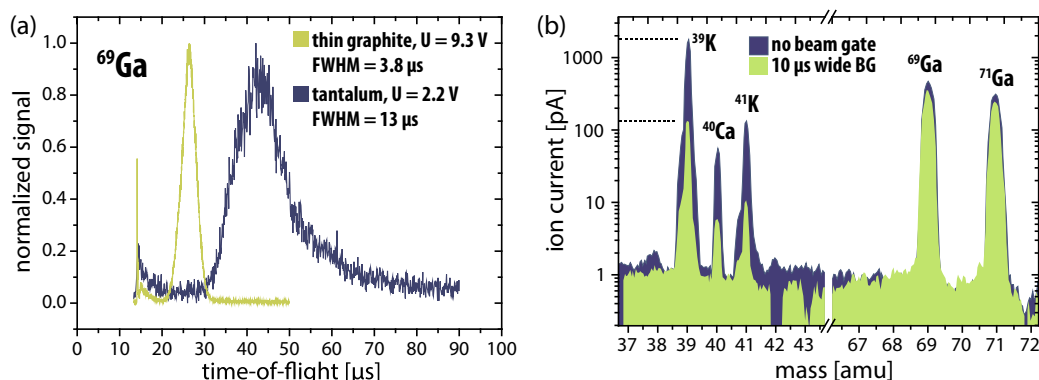 (a)
1.0
0.8
0.6
0.4
0.2
0.0
normalized signal
⁶⁹Ga
thin graphite, U = 9.3 V
FWHM = 3.8 µs
tantalum, U = 2.2 V
FWHM = 13 µs
0 10 20 30 40 50 60 70 80 90 100
time-of-flight [µs]
(b)
1000
100
10
1
ion current [pA]
no beam gate
10 µs wide BG
³⁹K
⁴⁰Ca
⁴¹K
⁶⁹Ga
⁷¹Ga
37 38 39 40 41 42 43 66 67 68 69 70 71 72
mass [amu]